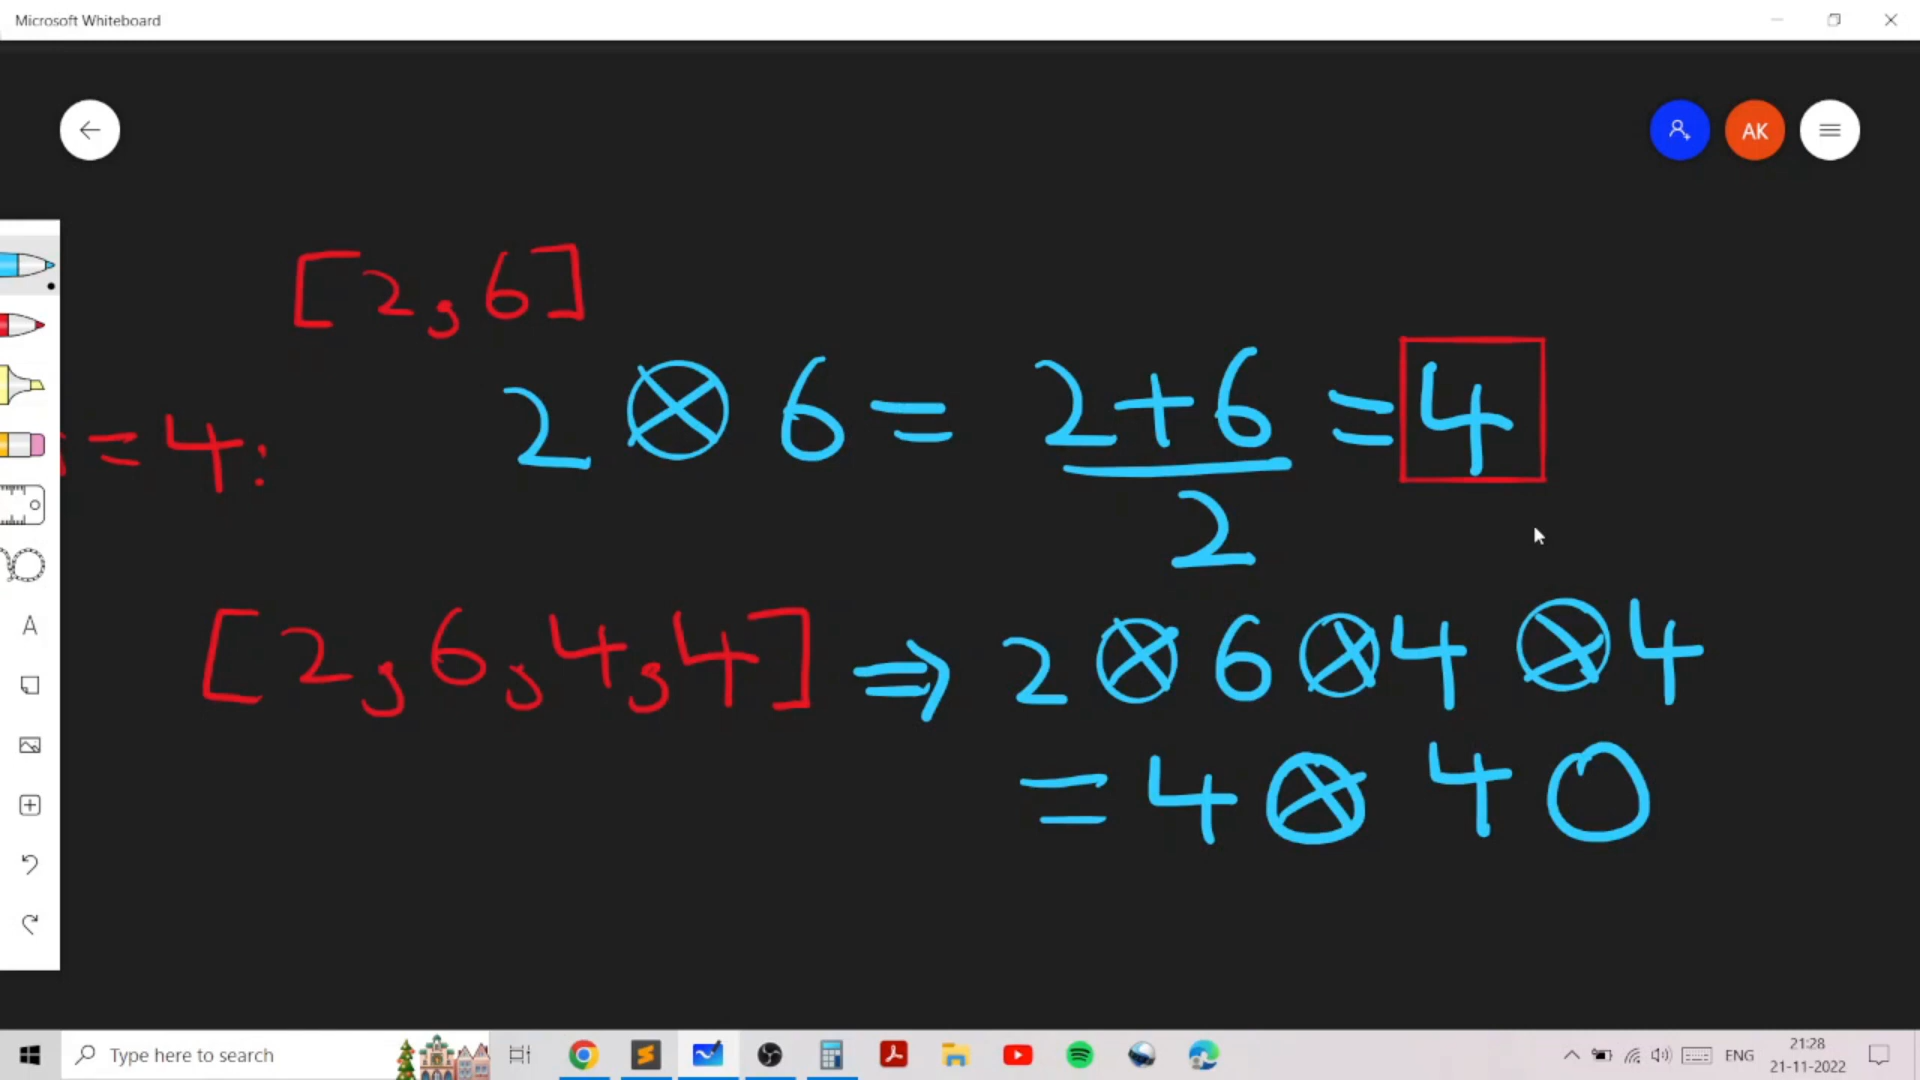 Microsoft Whiteboard
AK
[2,6]
2 ⊗ 6 = 2+6 = 4
2
= 4:
[2,6,4,4] ⇒ 2 ⊗ 6 ⊗ 4 ⊗ 4
= 4 ⊗ 4 O
A
Type here to search
ENG
21:28
21-11-2022